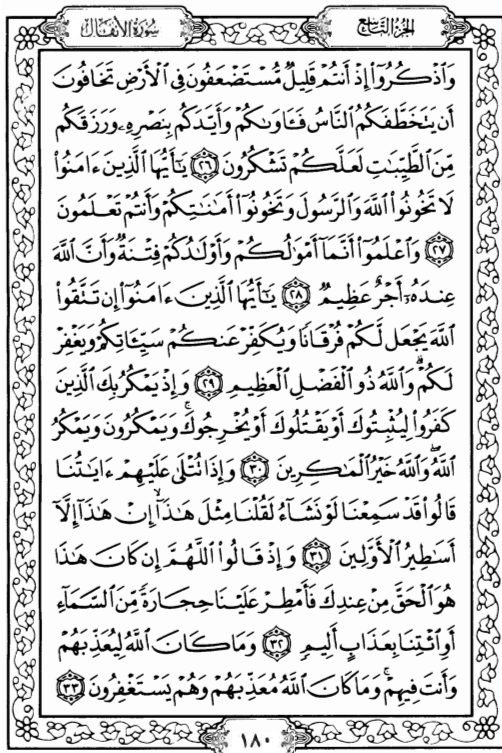 الجزء التاسع
سورة الأنفال
وَاذْكُرُوٓا۟ إِذْ أَنتُمْ قَلِيلٌ مُّسْتَضْعَفُونَ فِى ٱلْأَرْضِ تَخَافُونَ
أَن يَتَخَطَّفَكُمُ ٱلنَّاسُ فَـَٔاوَىٰكُمْ وَأَيَّدَكُم بِنَصْرِهِۦ وَرَزَقَكُم
مِّنَ ٱلطَّيِّبَٰتِ لَعَلَّكُمْ تَشْكُرُونَ ٢٦ يَٰٓأَيُّهَا ٱلَّذِينَ ءَامَنُوا۟
لَا تَخُونُوا۟ ٱللَّهَ وَٱلرَّسُولَ وَتَخُونُوٓا۟ أَمَٰنَٰتِكُمْ وَأَنتُمْ تَعْلَمُونَ
٢٧ وَٱعْلَمُوٓا۟ أَنَّمَآ أَمْوَٰلُكُمْ وَأَوْلَٰدُكُمْ فِتْنَةٌ وَأَنَّ ٱللَّهَ
عِندَهُۥٓ أَجْرٌ عَظِيمٌ ٢٨ يَٰٓأَيُّهَا ٱلَّذِينَ ءَامَنُوٓا۟ إِن تَتَّقُوا۟
ٱللَّهَ يَجْعَل لَّكُمْ فُرْقَانًا وَيُكَفِّرْ عَنكُمْ سَيِّـَٔاتِكُمْ وَيَغْفِرْ
لَكُمْ ۗ وَٱللَّهُ ذُو ٱلْفَضْلِ ٱلْعَظِيمِ ٢٩ وَإِذْ يَمْكُرُ بِكَ ٱلَّذِينَ
كَفَرُوا۟ لِيُثْبِتُوكَ أَوْ يَقْتُلُوكَ أَوْ يُخْرِجُوكَ ۚ وَيَمْكُرُونَ وَيَمْكُرُ
ٱللَّهُ ۖ وَٱللَّهُ خَيْرُ ٱلْمَٰكِرِينَ ٣٠ وَإِذَا تُتْلَىٰ عَلَيْهِمْ ءَايَٰتُنَا
قَالُوا۟ قَدْ سَمِعْنَا لَوْ نَشَآءُ لَقُلْنَا مِثْلَ هَٰذَآ ۙ إِنْ هَٰذَآ إِلَّآ
أَسَٰطِيرُ ٱلْأَوَّلِينَ ٣١ وَإِذْ قَالُوا۟ ٱللَّهُمَّ إِن كَانَ هَٰذَا
هُوَ ٱلْحَقَّ مِنْ عِندِكَ فَأَمْطِرْ عَلَيْنَا حِجَارَةً مِّنَ ٱلسَّمَآءِ
أَوِ ٱئْتِنَا بِعَذَابٍ أَلِيمٍ ٣٢ وَمَا كَانَ ٱللَّهُ لِيُعَذِّبَهُمْ
وَأَنتَ فِيهِمْ ۚ وَمَا كَانَ ٱللَّهُ مُعَذِّبَهُمْ وَهُمْ يَسْتَغْفِرُونَ ٣٣
١٨٠